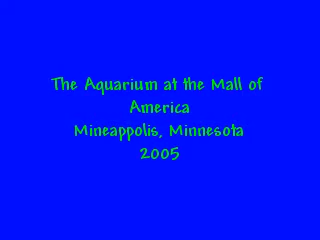 The Aquarium at the Mall of
America
Mineappolis, Minnesota
2005